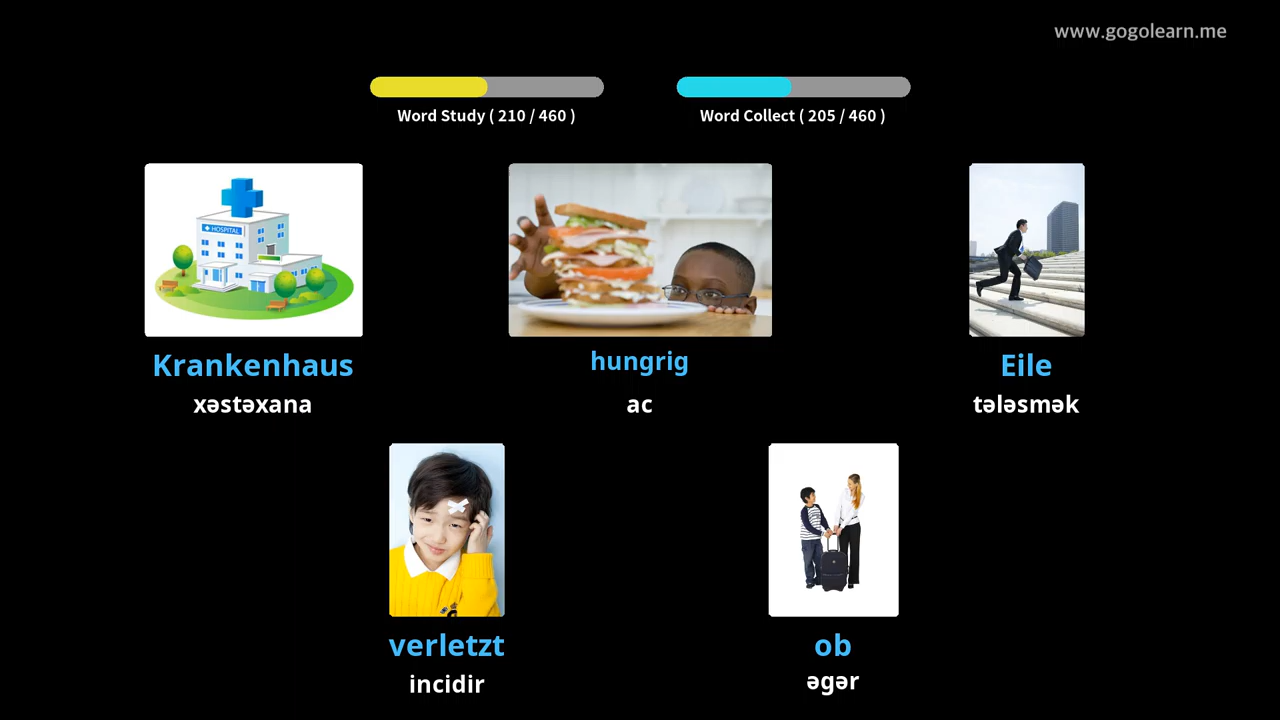 www.gogolearn.me
Word Study ( 210 / 460 )
Word Collect ( 205 / 460 )
HOSPITAL
Krankenhaus
xəstəxana
hungrig
ac
Eile
tələsmək
verletzt
incidir
ob
əgər